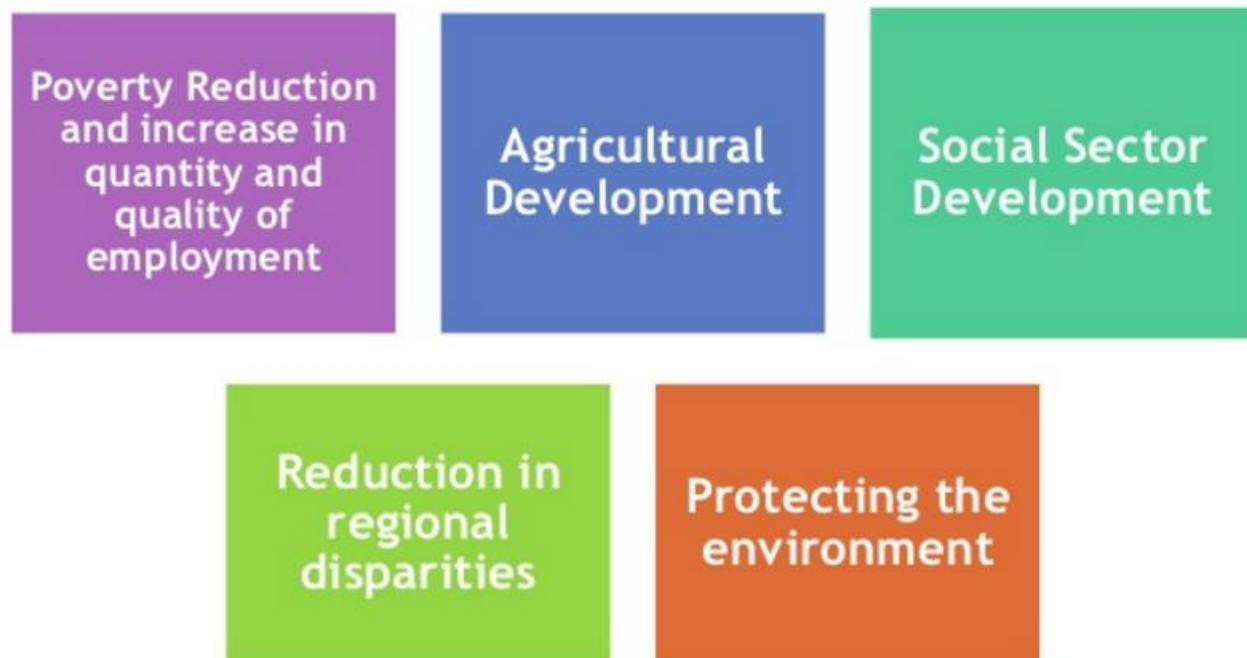 Poverty Reduction
and increase in
quantity and
quality of
employment
Agricultural
Development
Social Sector
Development
Reduction in
regional
disparities
Protecting the
environment